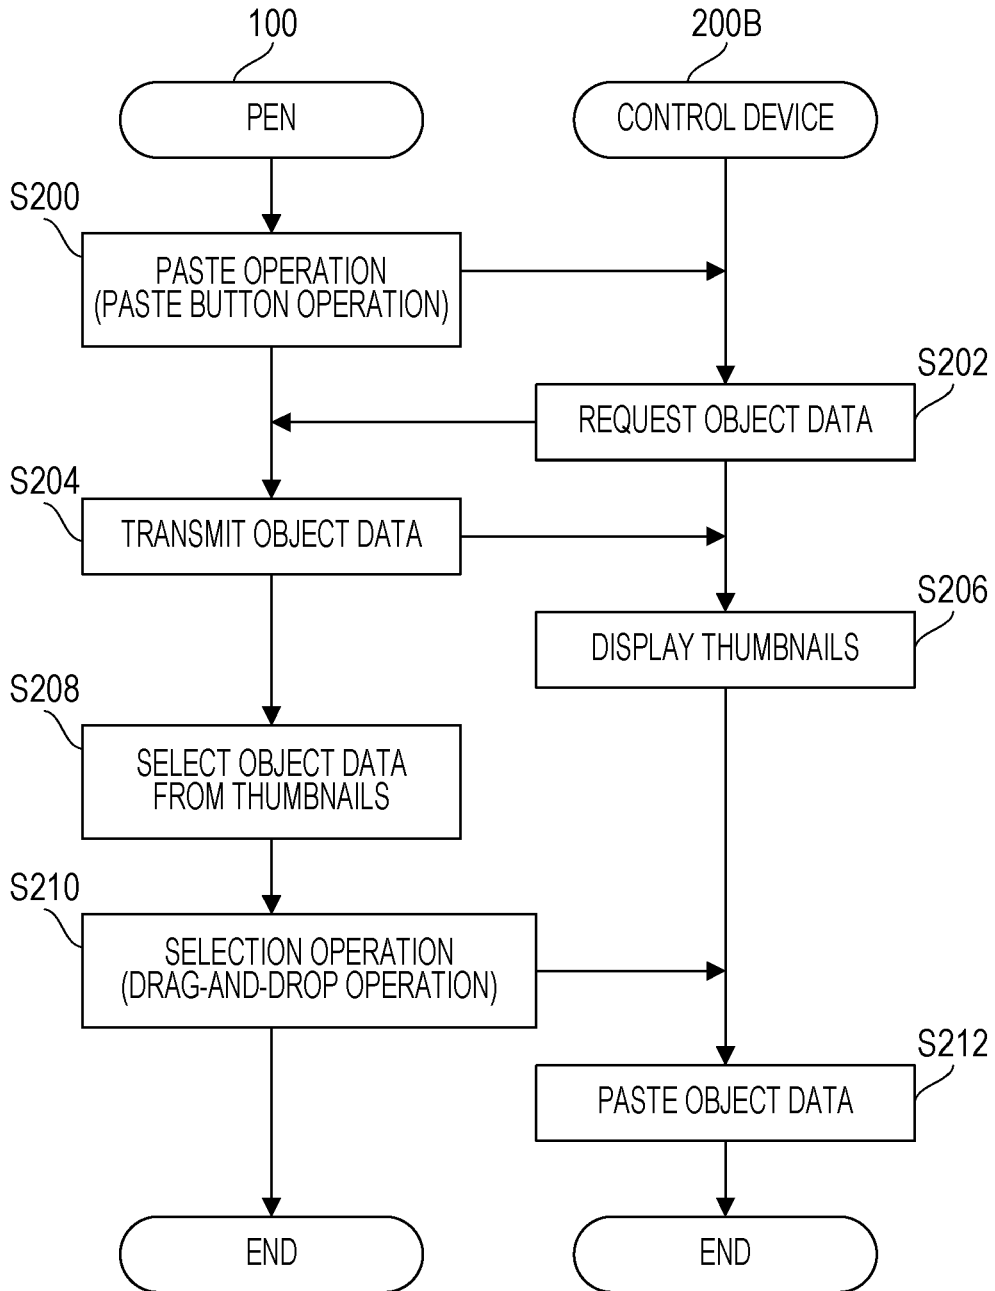 100
200B
PEN
CONTROL DEVICE
S200
PASTE OPERATION
(PASTE BUTTON OPERATION)
S202
REQUEST OBJECT DATA
S204
TRANSMIT OBJECT DATA
S206
DISPLAY THUMBNAILS
S208
SELECT OBJECT DATA
FROM THUMBNAILS
S210
SELECTION OPERATION
(DRAG-AND-DROP OPERATION)
S212
PASTE OBJECT DATA
END
END